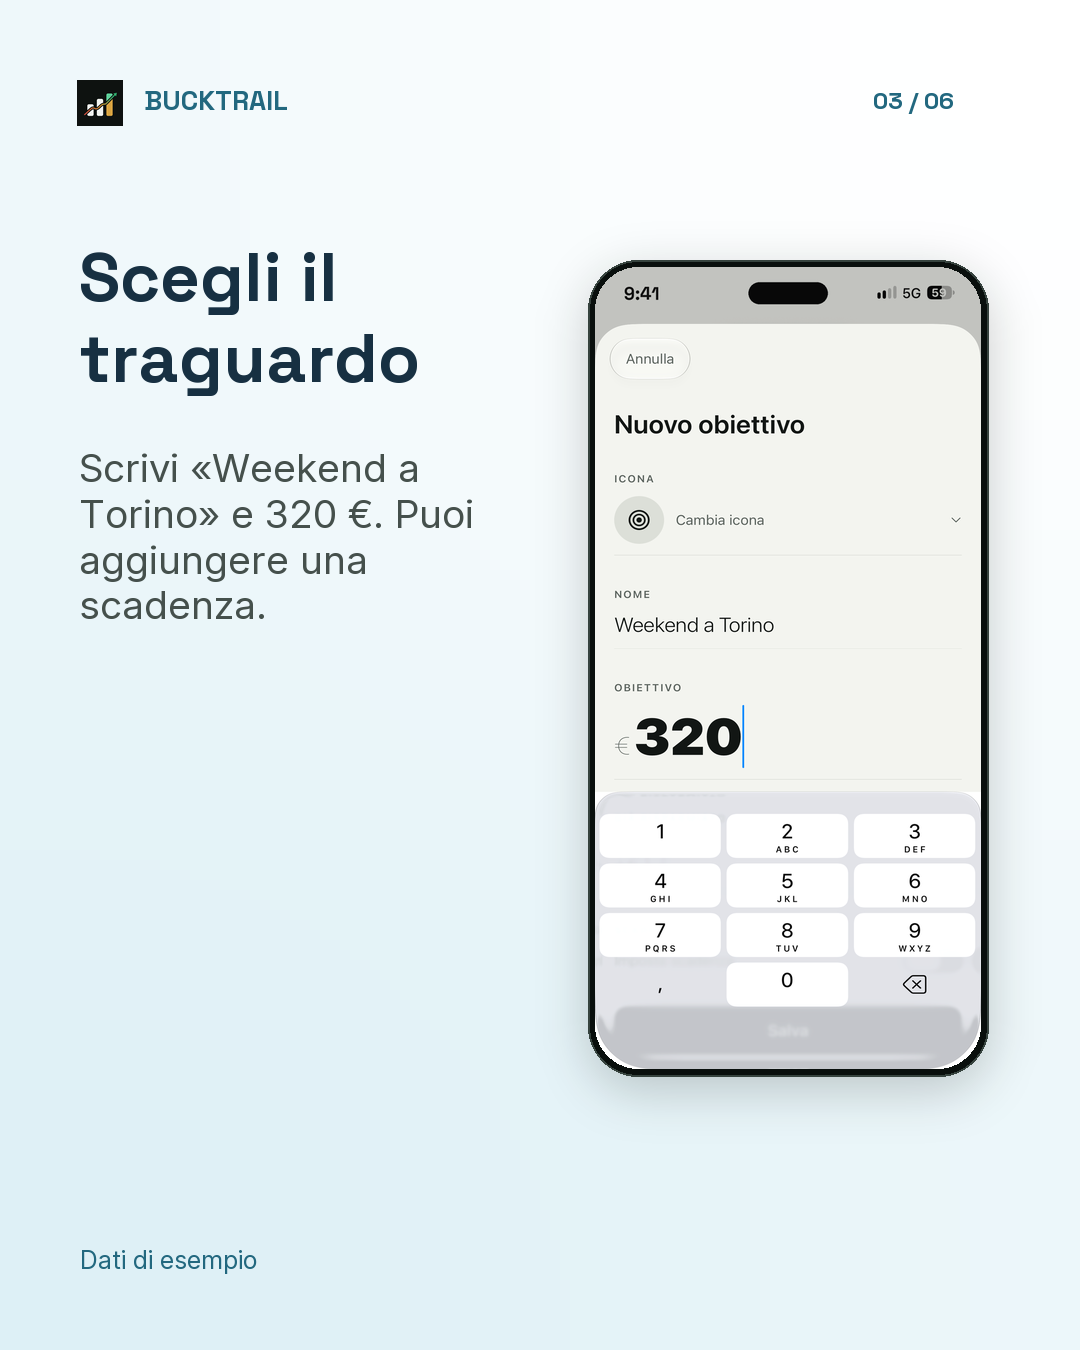 BUCKTRAIL
03 / 06
Scegli il
traguardo
Scrivi «Weekend a
Torino» e 320 €. Puoi
aggiungere una
scadenza.
9:41
5G 59
Annulla
Nuovo obiettivo
ICONA
Cambia icona
NOME
Weekend a Torino
OBIETTIVO
€ 320
1 2 3
ABC DEF
4 5 6
GHI JKL MNO
7 8 9
PQRS TUV WXYZ
, 0
Salva
Dati di esempio